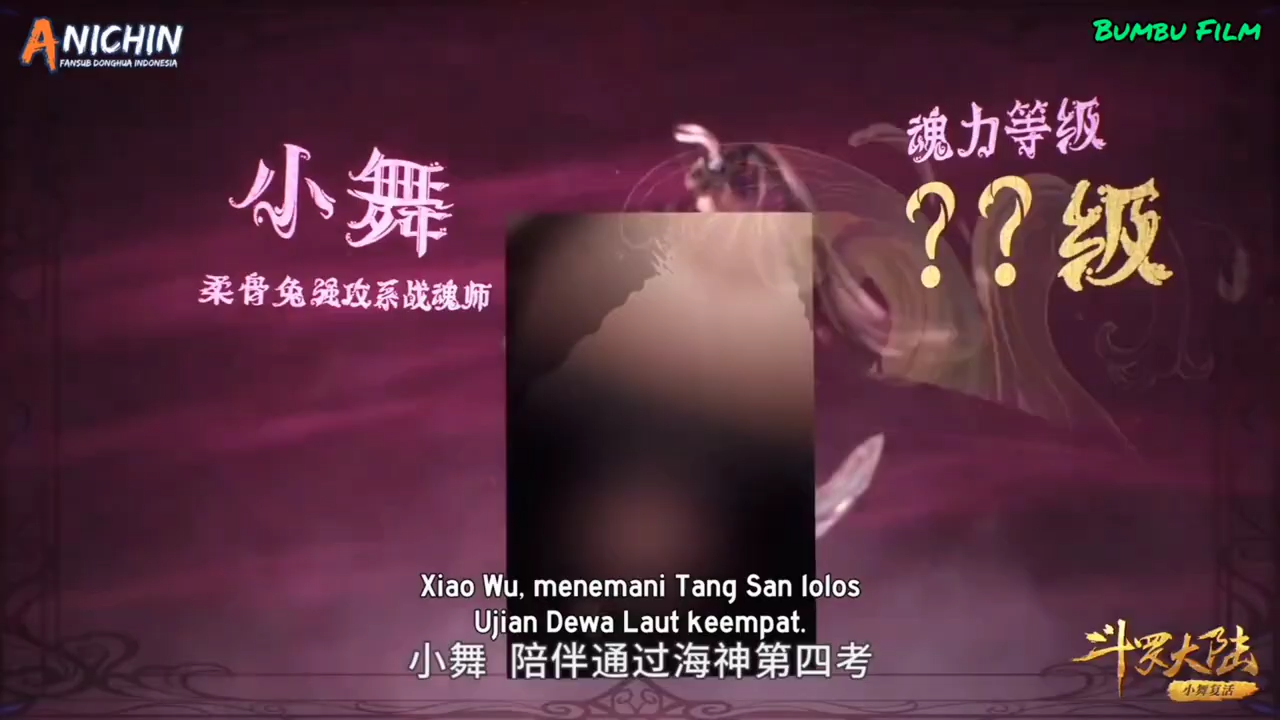 ANICHIN
FANSUB DONGHUA INDONESIA
BUMBU FILM
小舞
柔骨兔强攻系战魂师
魂力等级
??级
Xiao Wu, menemani Tang San lolos
Ujian Dewa Laut keempat.
小舞 陪伴通过海神第四考
斗罗大陆
小舞复活